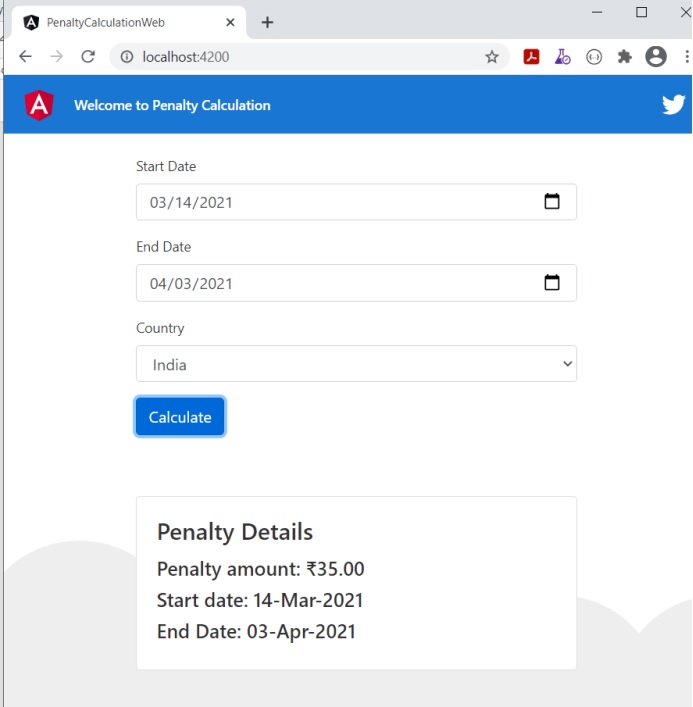 PenaltyCalculationWeb
localhost:4200
Welcome to Penalty Calculation
Start Date
03/14/2021
End Date
04/03/2021
Country
India
Calculate
Penalty Details
Penalty amount: ₹35.00
Start date: 14-Mar-2021
End Date: 03-Apr-2021